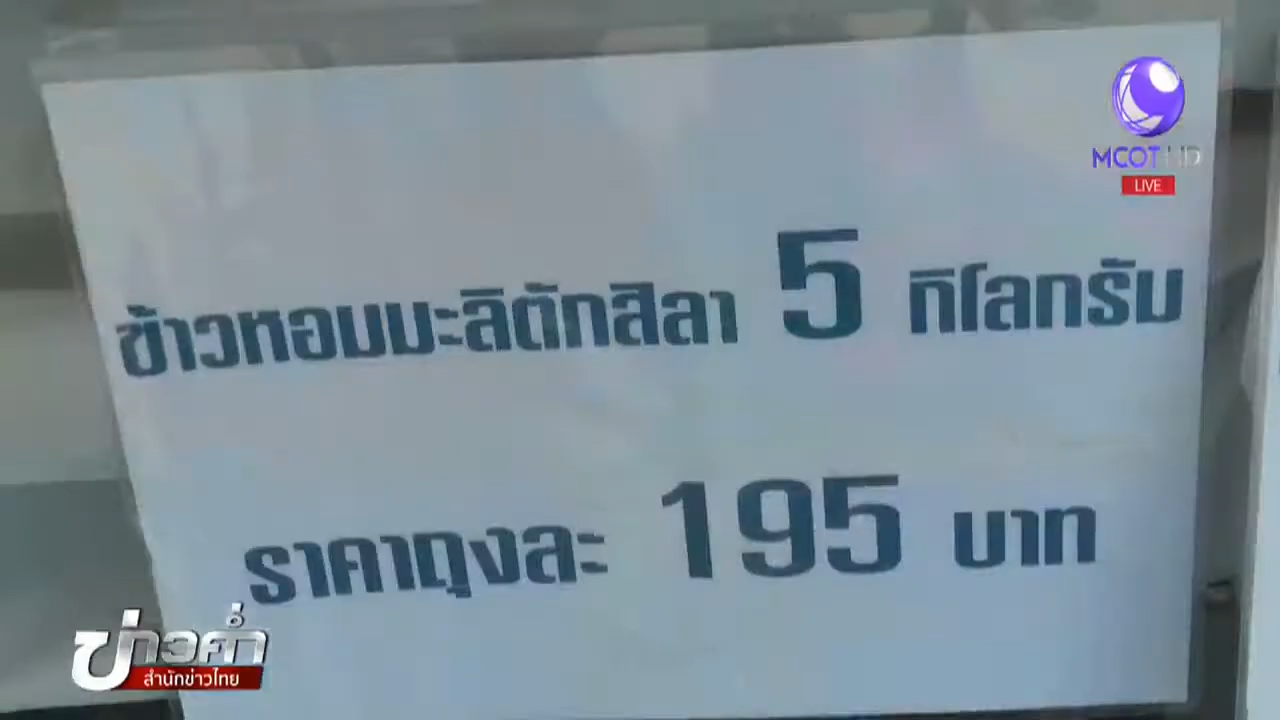 MCOT HD
LIVE
ข้าวหอมมะลิตักสิลา 5 กิโลกรัม
ราคาถุงละ 195 บาท
ข่าวค่ำ
สำนักข่าวไทย